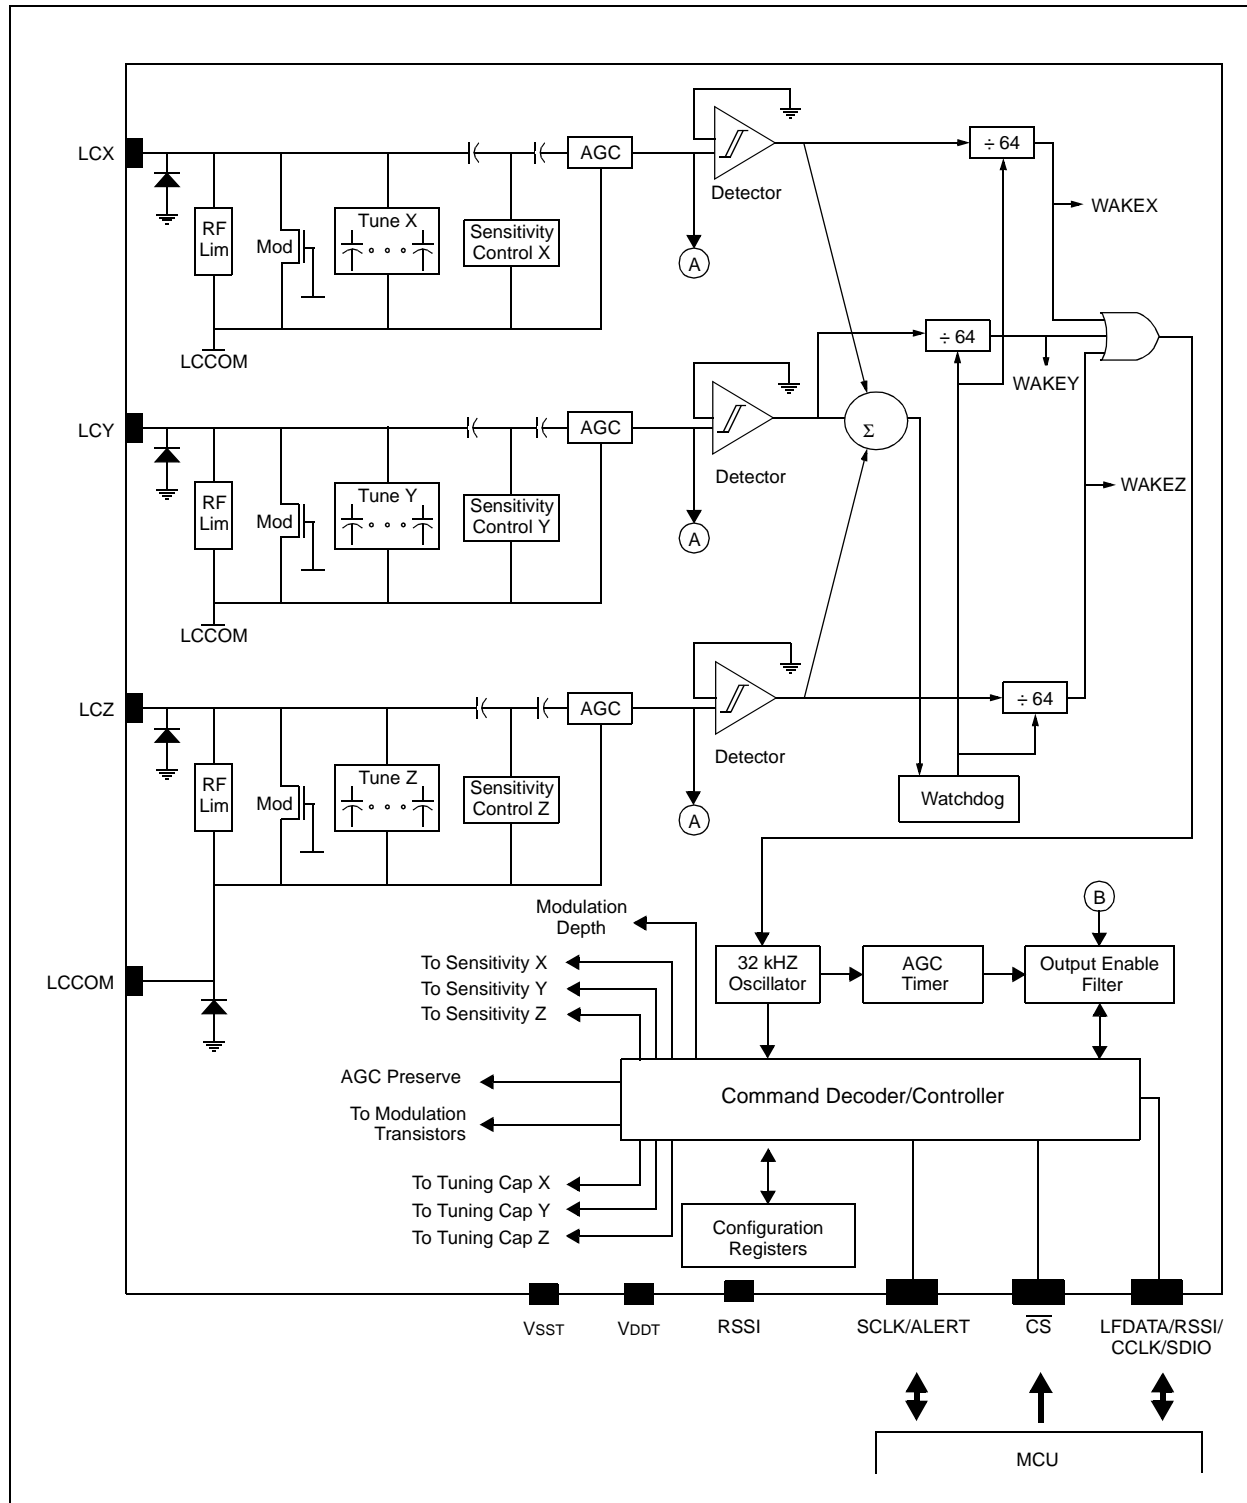 LCX
RF
Lim
Mod
Tune X
Sensitivity
Control X
AGC
Detector
A
÷ 64
WAKEX
LCCOM
÷ 64
WAKEY
LCY
RF
Lim
Mod
Tune Y
Sensitivity
Control Y
AGC
Detector
A
Σ
WAKEZ
LCCOM
LCZ
RF
Lim
Mod
Tune Z
Sensitivity
Control Z
AGC
Detector
A
÷ 64
Watchdog
LCCOM
Modulation
Depth
To Sensitivity X
To Sensitivity Y
To Sensitivity Z
32 kHZ
Oscillator
AGC
Timer
B
Output Enable
Filter
AGC Preserve
To Modulation
Transistors
Command Decoder/Controller
To Tuning Cap X
To Tuning Cap Y
To Tuning Cap Z
Configuration
Registers
VSST
VDDT
RSSI
SCLK/ALERT
CS
LFDATA/RSSI/
CCLK/SDIO
MCU